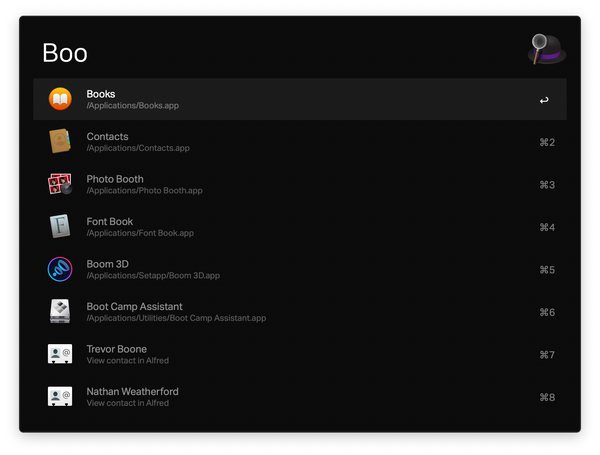 Boo
Books
/Applications/Books.app
↩
Contacts
/Applications/Contacts.app
⌘2
Photo Booth
/Applications/Photo Booth.app
⌘3
Font Book
/Applications/Font Book.app
⌘4
Boom 3D
/Applications/Setapp/Boom 3D.app
⌘5
Boot Camp Assistant
/Applications/Utilities/Boot Camp Assistant.app
⌘6
Trevor Boone
View contact in Alfred
⌘7
Nathan Weatherford
View contact in Alfred
⌘8